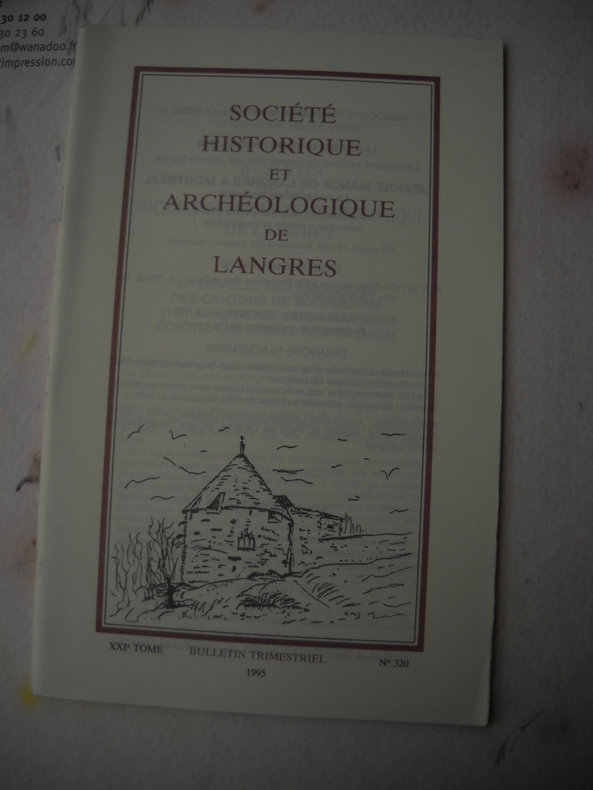 30 12 00
30 23 60
m@wanadoo.fr
impression.co
SOCIÉTÉ
HISTORIQUE
ET
ARCHÉOLOGIQUE
DE
LANGRES
XXIᵉ TOME BULLETIN TRIMESTRIEL Nº 320
1995